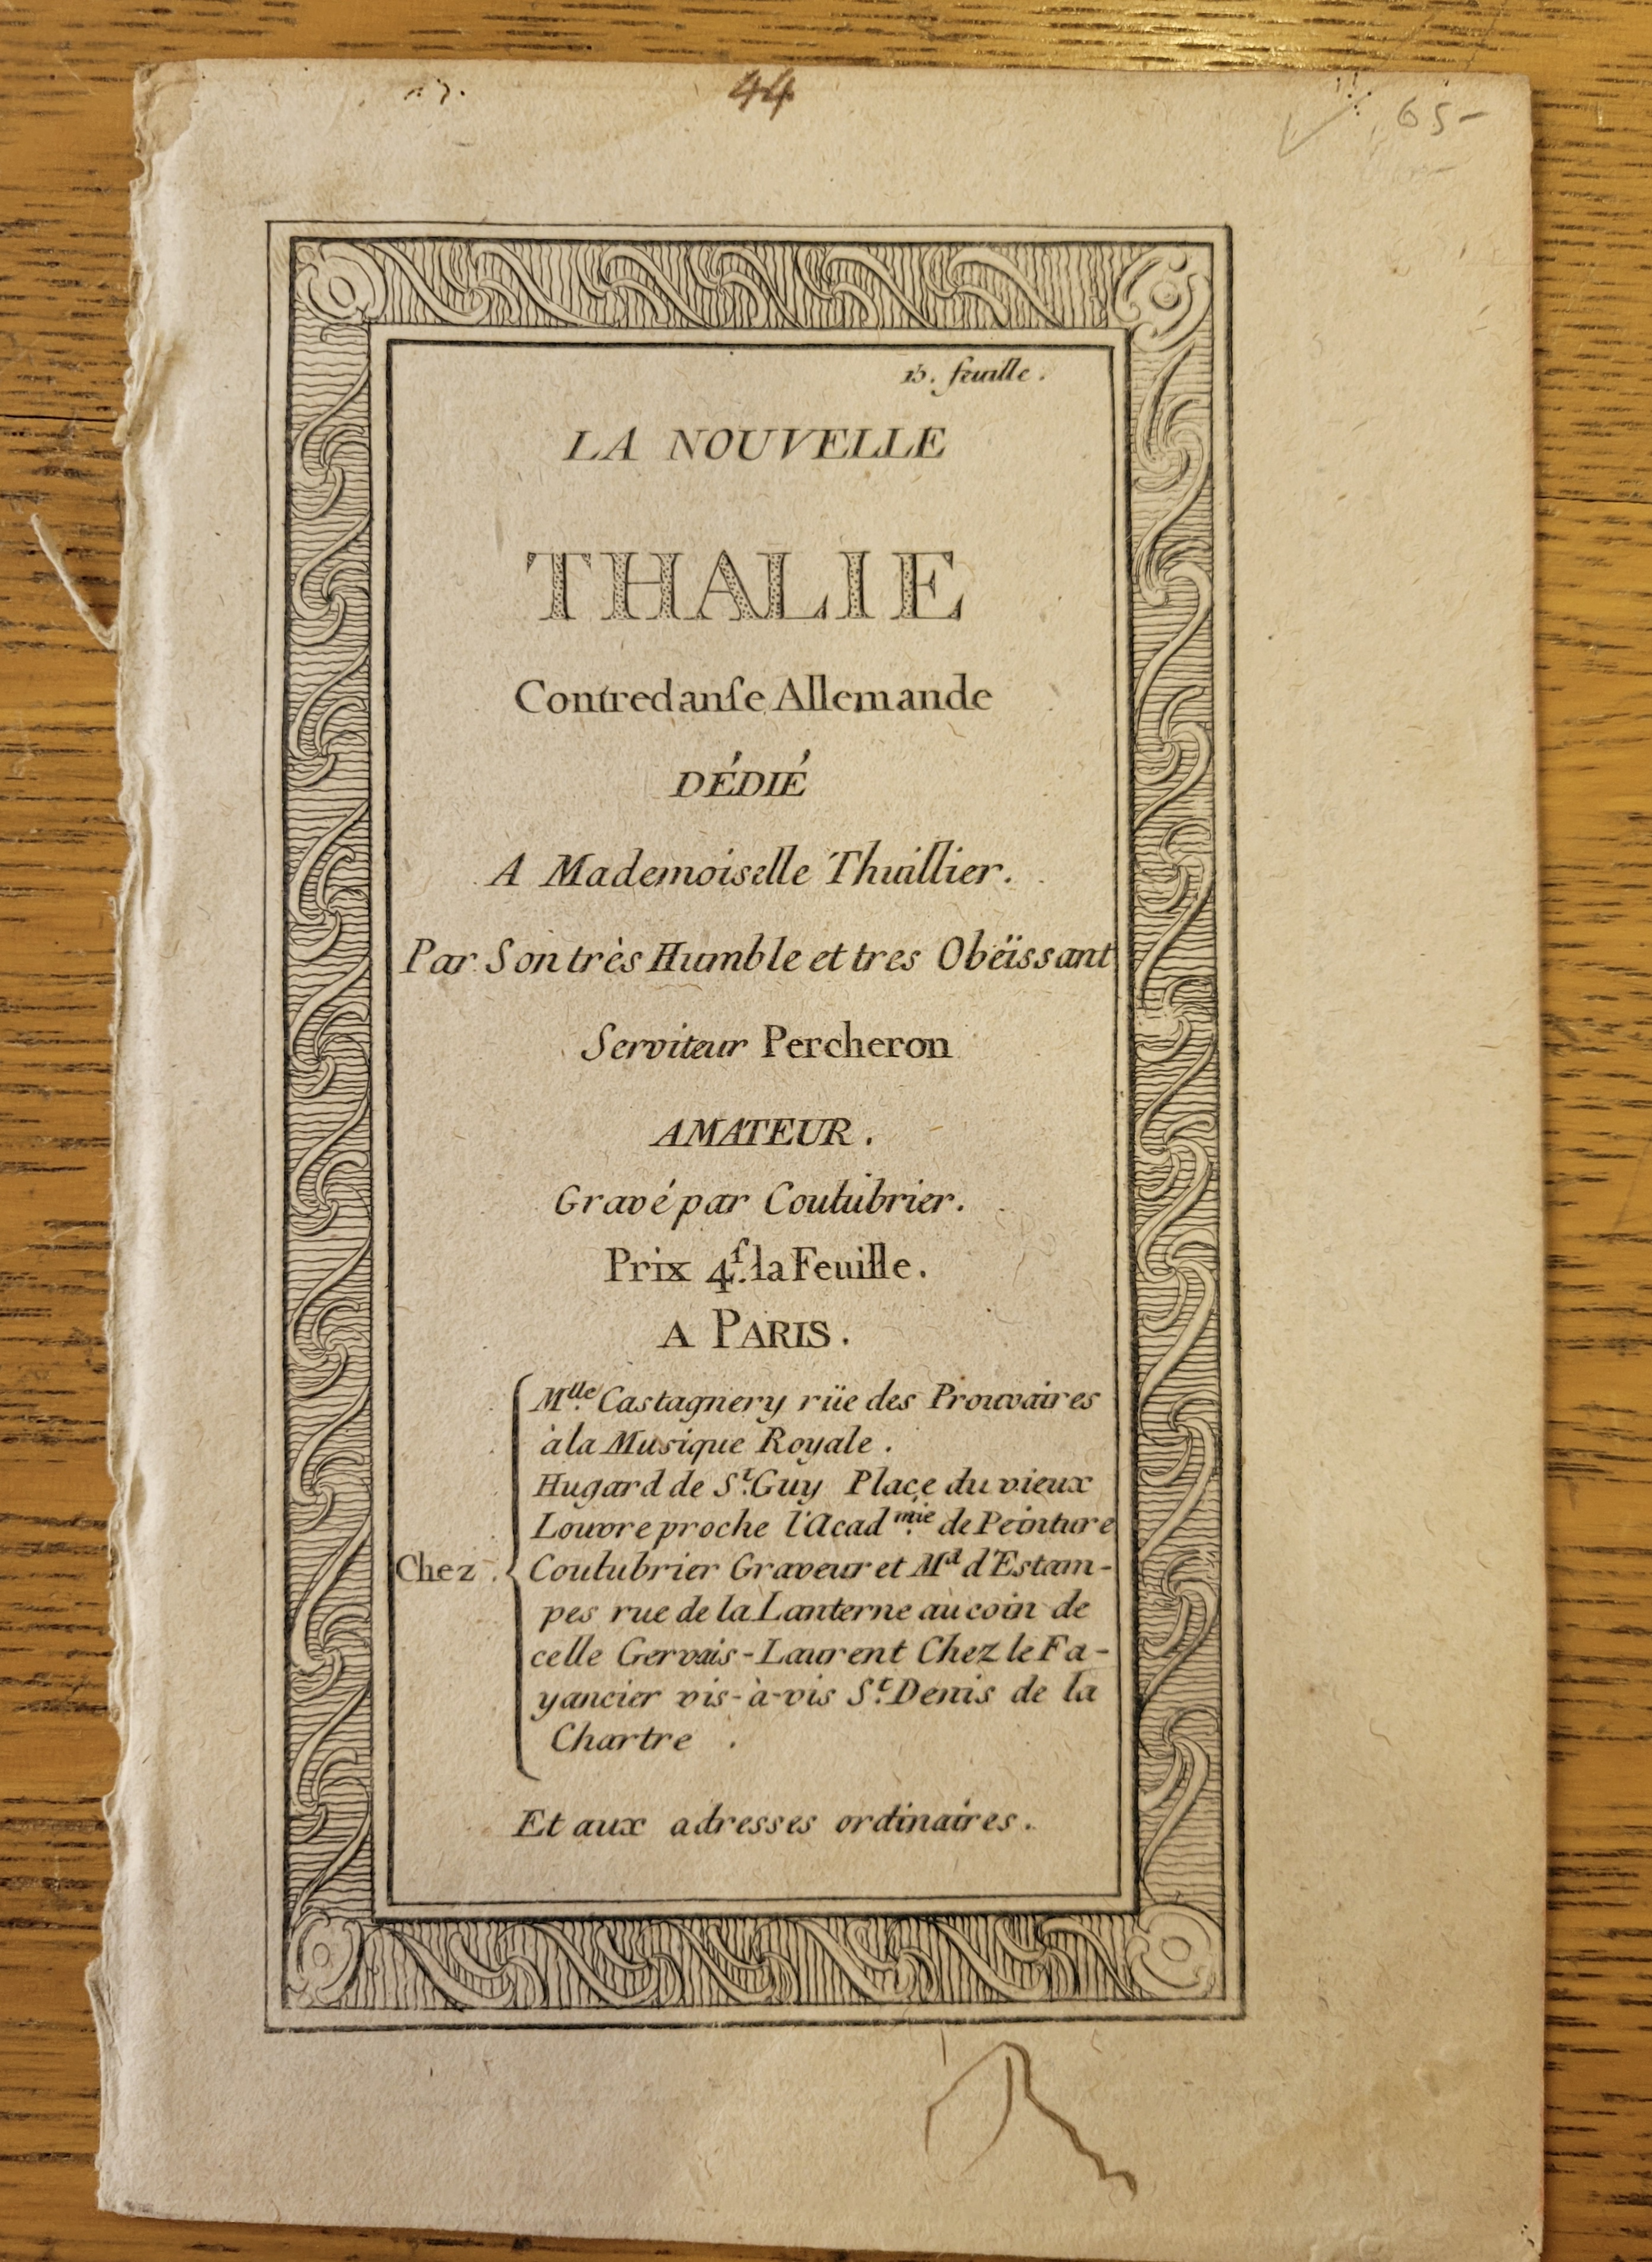 44
65-
15. feuille.
LA NOUVELLE
THALIE
Contredanſe Allemande
DÉDIÉ
A Mademoiselle Thuillier.
Par Son très Humble et tres Obëissant
Serviteur Percheron
AMATEUR.
Gravé par Coutubrier.
Prix 4ſ. la Feuille.
A PARIS.
Chez
Mlle. Castagnery rüe des Prouvaires
à la Musique Royale.
Hugard de St. Guy Place du vieux
Louvre proche l'Acadmie de Peinture
Coutubrier Graveur et Md d'Estam-
pes rue de la Lanterne au coin de
celle Gervais-Laurent Chez le Fa-
yancier vis-à-vis St. Denis de la
Chartre.
Et aux adresses ordinaires.